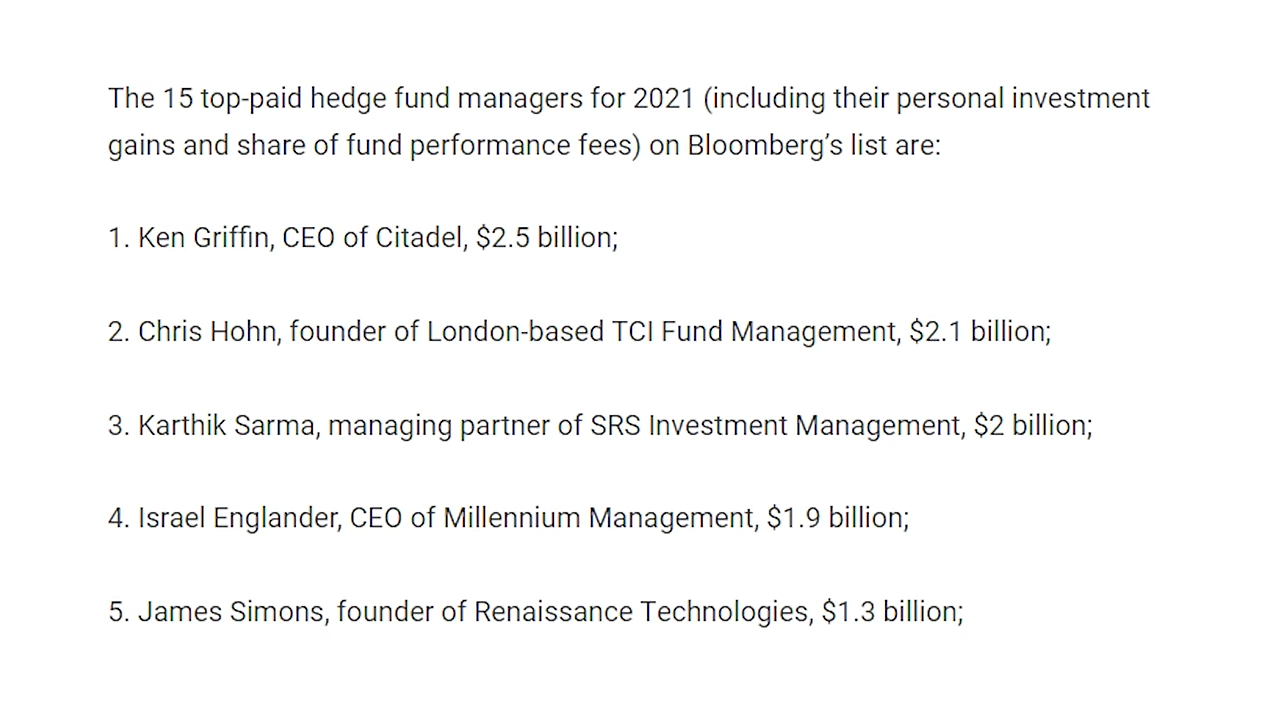 The 15 top-paid hedge fund managers for 2021 (including their personal investment
gains and share of fund performance fees) on Bloomberg’s list are:
1. Ken Griffin, CEO of Citadel, $2.5 billion;
2. Chris Hohn, founder of London-based TCI Fund Management, $2.1 billion;
3. Karthik Sarma, managing partner of SRS Investment Management, $2 billion;
4. Israel Englander, CEO of Millennium Management, $1.9 billion;
5. James Simons, founder of Renaissance Technologies, $1.3 billion;